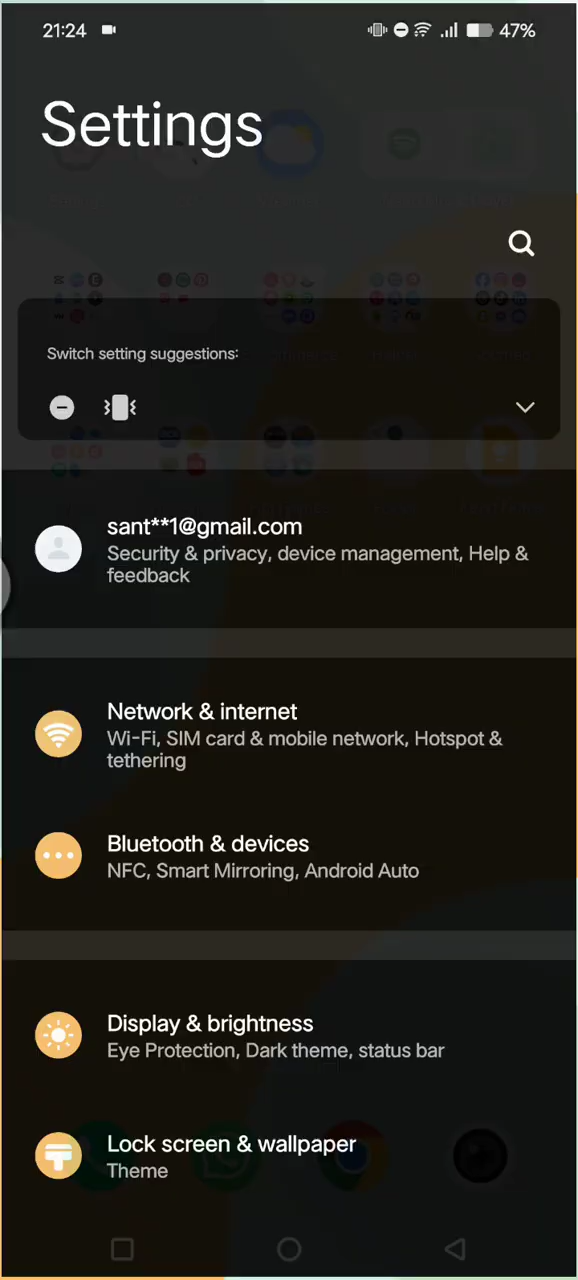 21:24
47%
Settings
Switch setting suggestions:
sant**1@gmail.com
Security & privacy, device management, Help &
feedback
Network & internet
Wi-Fi, SIM card & mobile network, Hotspot &
tethering
Bluetooth & devices
NFC, Smart Mirroring, Android Auto
Display & brightness
Eye Protection, Dark theme, status bar
Lock screen & wallpaper
Theme